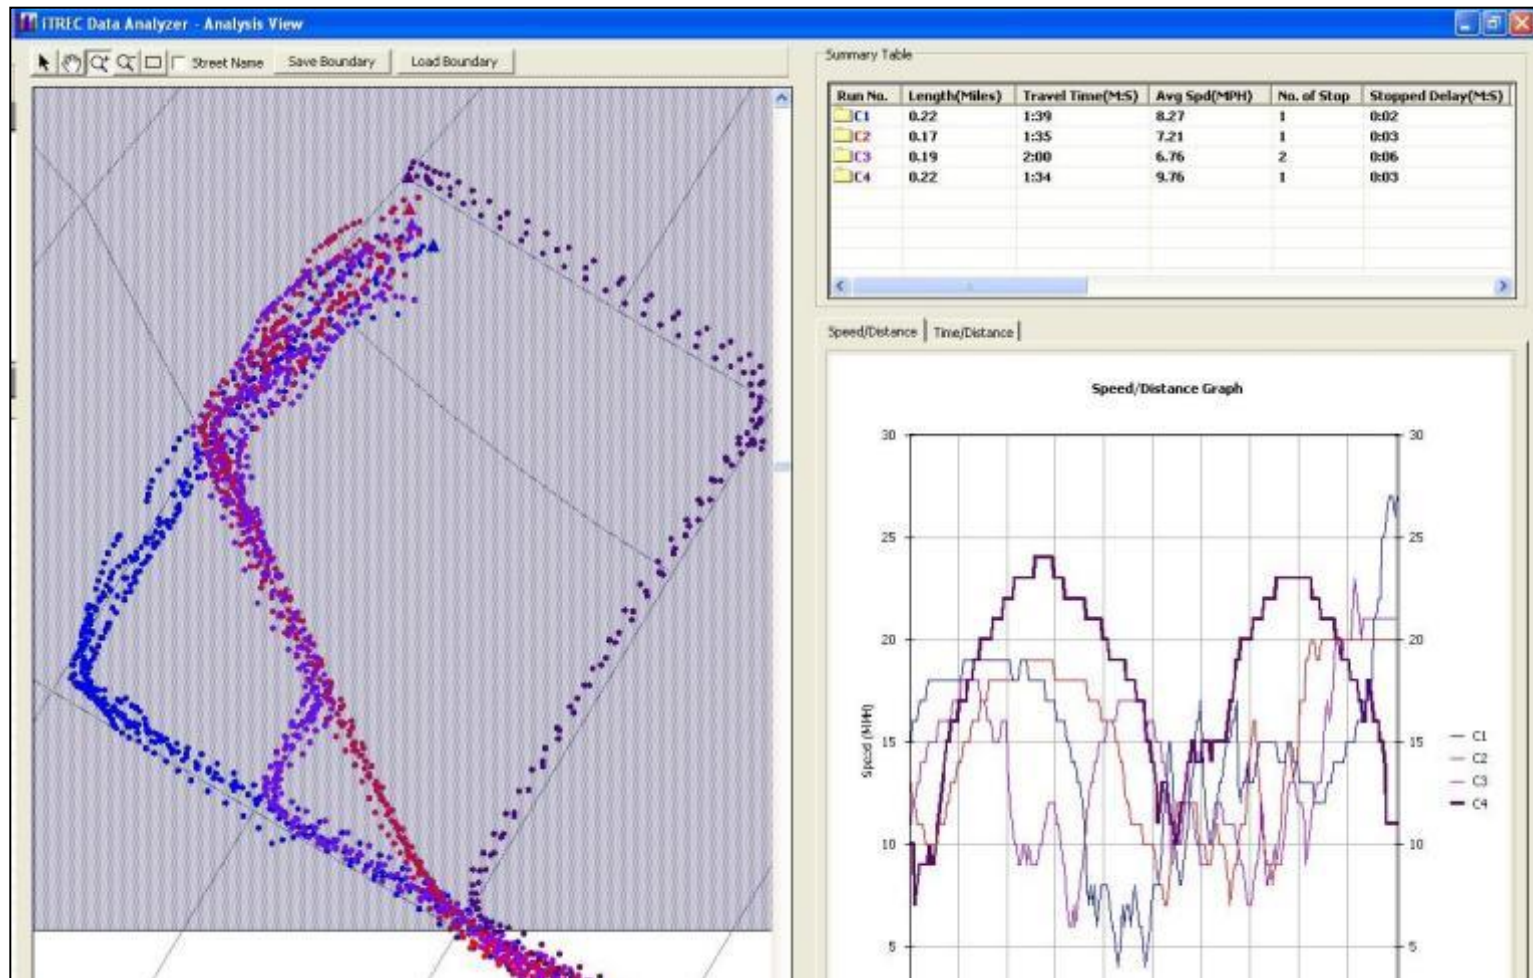 ITREC Data Analyzer - Analysis View
Street Name Save Boundary Load Boundary
Summary Table
Run No. Length(Miles) Travel Time(M:S) Avg Spd(MPH) No. of Stop Stopped Delay(M:S)
C1 0.22 1:39 8.27 1 0:02
C2 0.17 1:35 7.21 1 0:03
C3 0.19 2:00 6.76 2 0:06
C4 0.22 1:34 9.76 1 0:03
Speed/Distance Time/Distance
Speed/Distance Graph
30 30
25 25
20 20
Speed (MPH)
15 15
10 10
5 5
C1
C2
C3
C4